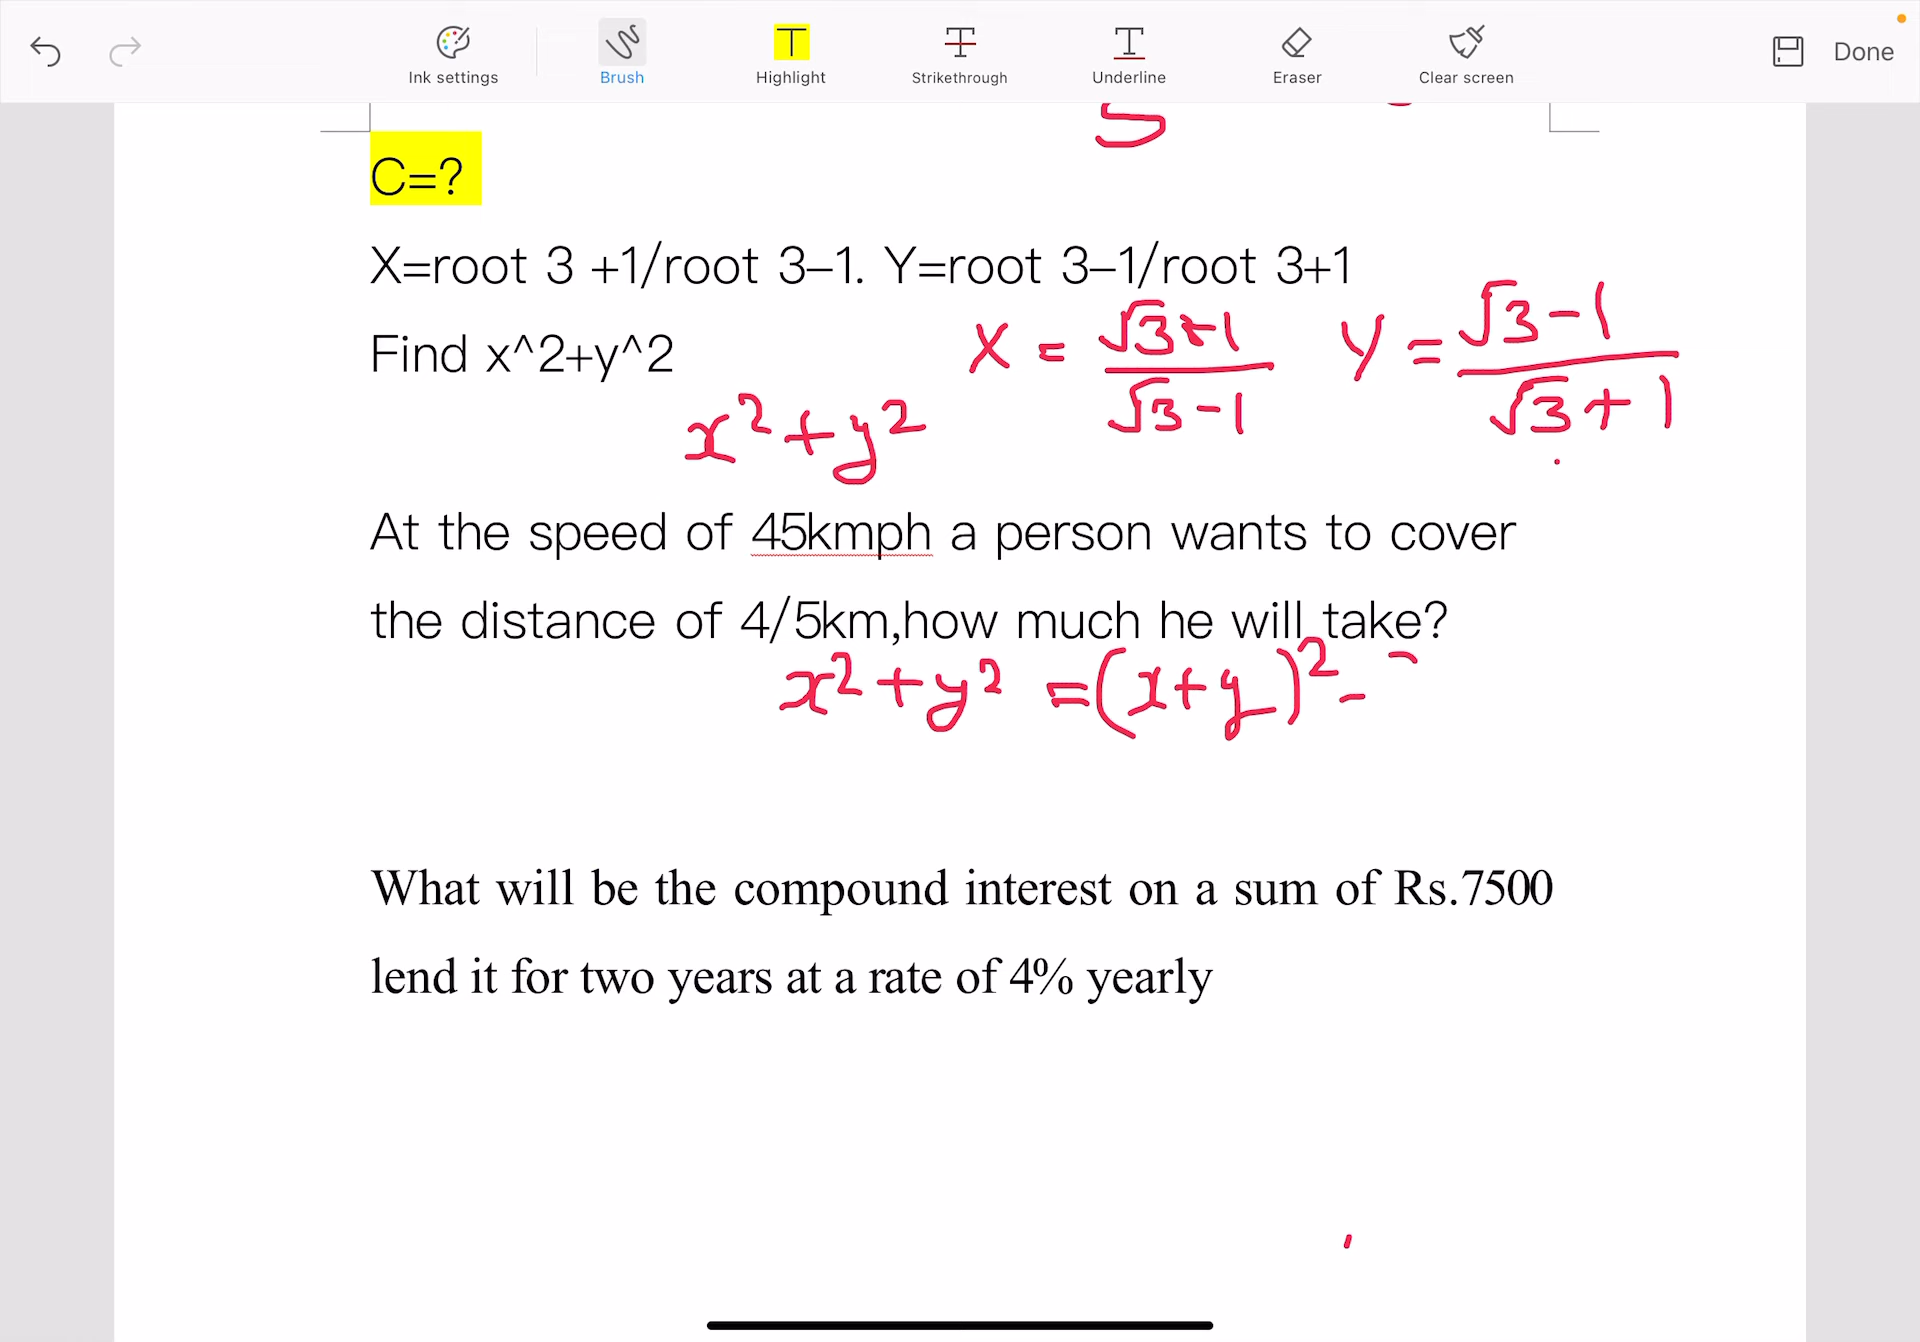 Ink settings Brush Highlight Strikethrough Underline Eraser Clear screen Done
5
C=?
X=root 3 +1/root 3–1. Y=root 3–1/root 3+1
Find x^2+y^2
X = √3+1/√3-1 Y = √3-1/√3+1
x²+y²
At the speed of 45kmph a person wants to cover
the distance of 4/5km,how much he will take?
x²+y² =(x+y)²-
What will be the compound interest on a sum of Rs.7500
lend it for two years at a rate of 4% yearly